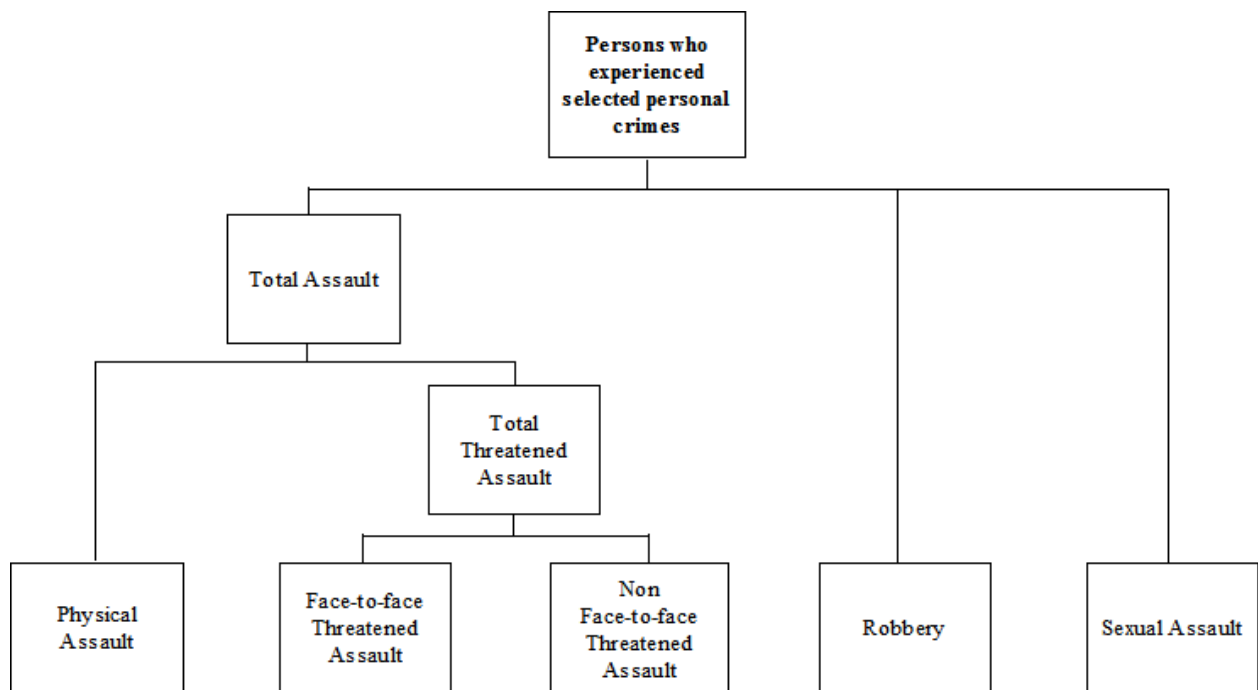 Persons who
experienced
selected personal
crimes
Total Assault
Total
Threatened
Assault
Physical
Assault
Face-to-face
Threatened
Assault
Non
Face-to-face
Threatened
Assault
Robbery
Sexual Assault